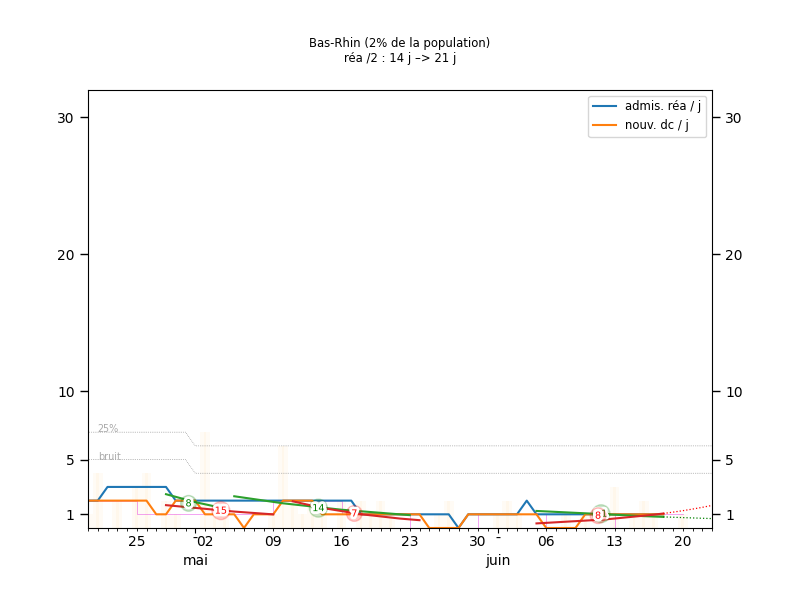 Bas-Rhin (2% de la population)
réa /2 : 14 j –> 21 j
admis. réa / j
nouv. dc / j
30 30
20 20
10 10
5 5
1 1
25%
bruit
8 15 14 7 8 1
25 02 09 16 23 30 06 13 20
mai juin